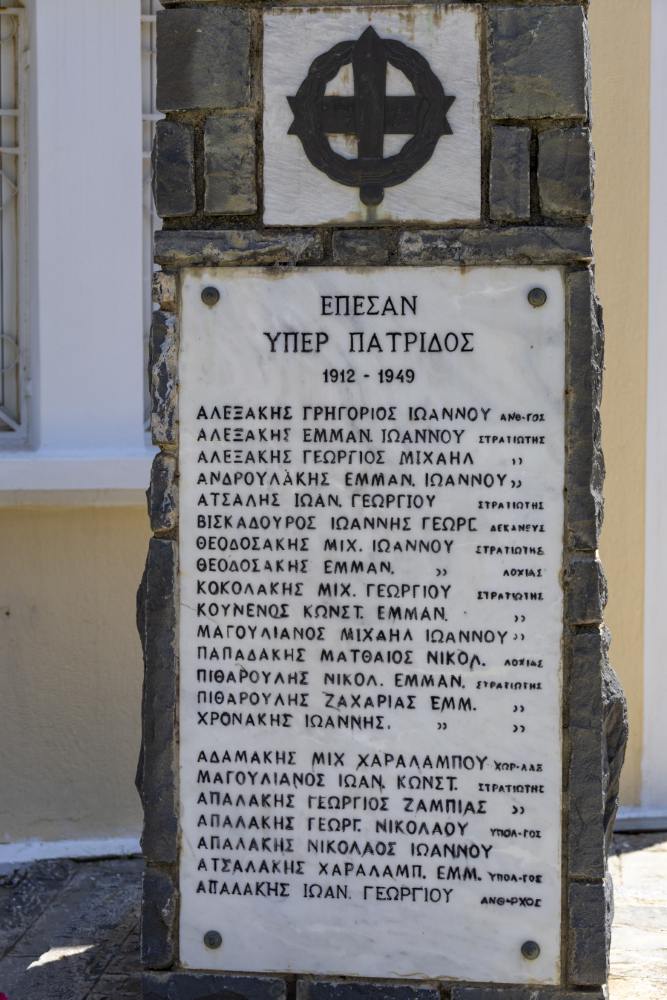 ΕΠΕΣΑΝ
ΥΠΕΡ ΠΑΤΡΙΔΟΣ
1912 - 1949
ΑΛΕΞΑΚΗΣ ΓΡΗΓΟΡΙΟΣ ΙΩΑΝΝΟΥ ΑΝΘ-ΓΟΣ
ΑΛΕΞΑΚΗΣ ΕΜΜΑΝ. ΙΩΑΝΝΟΥ ΣΤΡΑΤΙΩΤΗΣ
ΑΛΕΞΑΚΗΣ ΓΕΩΡΓΙΟΣ ΜΙΧΑΗΛ ,,
ΑΝΔΡΟΥΛΑΚΗΣ ΕΜΜΑΝ. ΙΩΑΝΝΟΥ ,,
ΑΤΣΑΛΗΣ ΙΩΑΝ. ΓΕΩΡΓΙΟΥ ΣΤΡΑΤΙΩΤΗΣ
ΒΙΣΚΑΔΟΥΡΟΣ ΙΩΑΝΝΗΣ ΓΕΩΡΓ. ΔΕΚΑΝΕΥΣ
ΘΕΟΔΟΣΑΚΗΣ ΜΙΧ. ΙΩΑΝΝΟΥ ΣΤΡΑΤΙΩΤΗΣ
ΘΕΟΔΟΣΑΚΗΣ ΕΜΜΑΝ. ,, ΛΟΧΙΑΣ
ΚΟΚΟΛΑΚΗΣ ΜΙΧ. ΓΕΩΡΓΙΟΥ ΣΤΡΑΤΙΩΤΗΣ
ΚΟΥΝΕΝΟΣ ΚΩΝΣΤ. ΕΜΜΑΝ. ,,
ΜΑΓΟΥΛΙΑΝΟΣ ΜΙΧΑΗΛ ΙΩΑΝΝΟΥ ,,
ΠΑΠΑΔΑΚΗΣ ΜΑΤΘΑΙΟΣ ΝΙΚΟΛ. ΛΟΧΙΑΣ
ΠΙΘΑΡΟΥΛΗΣ ΝΙΚΟΛ. ΕΜΜΑΝ. ΣΤΡΑΤΙΩΤΗΣ
ΠΙΘΑΡΟΥΛΗΣ ΖΑΧΑΡΙΑΣ ΕΜΜ. ,,
ΧΡΟΝΑΚΗΣ ΙΩΑΝΝΗΣ. ,, ,,
ΑΔΑΜΑΚΗΣ ΜΙΧ ΧΑΡΑΛΑΜΠΟΥ ΧΩΡ-ΛΑΞ
ΜΑΓΟΥΛΙΑΝΟΣ ΙΩΑΝ. ΚΩΝΣΤ. ΣΤΡΑΤΙΩΤΗΣ
ΑΠΑΛΑΚΗΣ ΓΕΩΡΓΙΟΣ ΖΑΜΠΙΑΣ ,,
ΑΠΑΛΑΚΗΣ ΓΕΩΡΓ. ΝΙΚΟΛΑΟΥ ΥΠΟΛ-ΓΟΣ
ΑΠΑΛΑΚΗΣ ΝΙΚΟΛΑΟΣ ΙΩΑΝΝΟΥ
ΑΤΣΑΛΑΚΗΣ ΧΑΡΑΛΑΜΠ. ΕΜΜ. ΥΠΟΛ-ΓΟΣ
ΑΠΑΛΑΚΗΣ ΙΩΑΝ. ΓΕΩΡΓΙΟΥ ΑΝΘ-ΡΧΟΣ